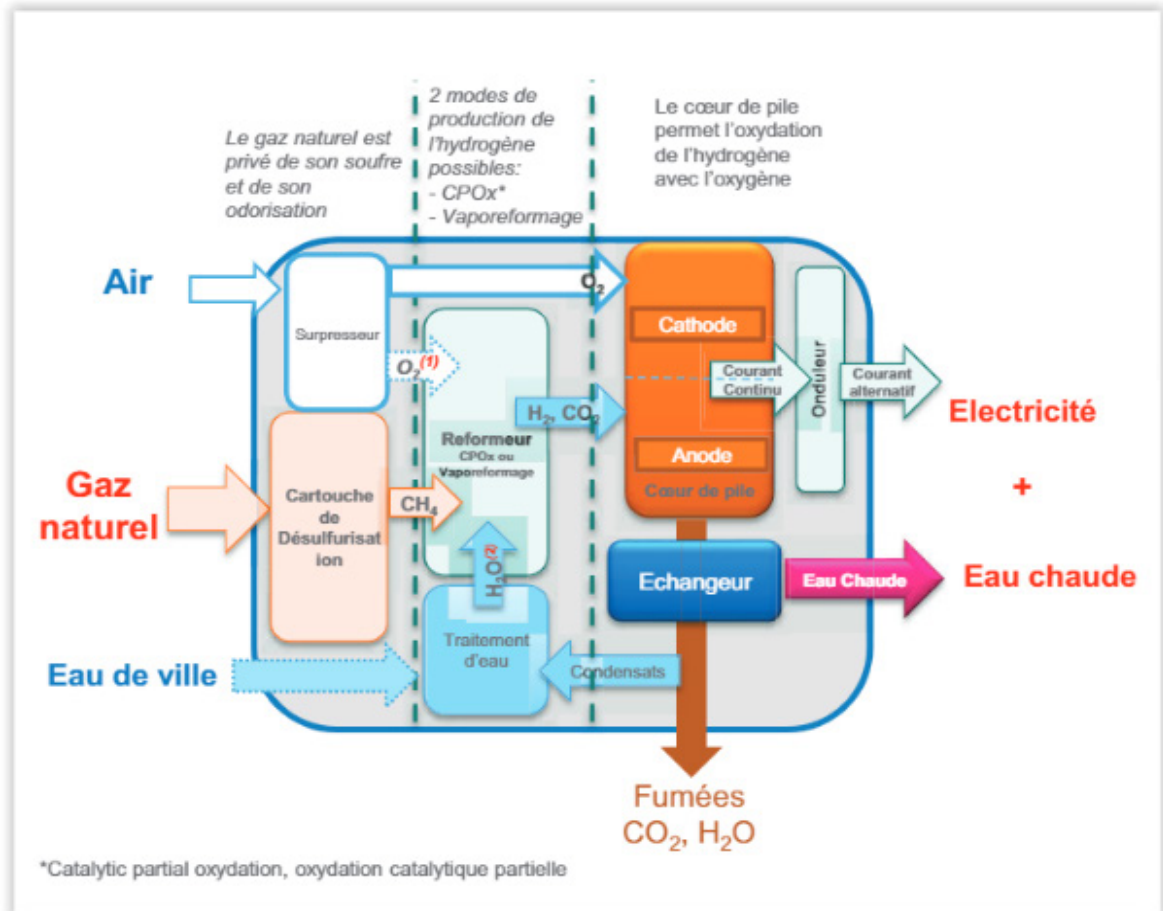 Le gaz naturel est
privé de son soufre
et de son
odorisation
2 modes de
production de
l'hydrogène
possibles:
- CPOx*
- Vaporeformage
Le cœur de pile
permet l'oxydation
de l'hydrogène
avec l'oxygène
Air
Surpresseur
O₂
O₂(1)
Cathode
Courant
Continu
Onduleur
Courant
alternatif
Electricité
+
Eau chaude
H₂, CO₂
Reformeur
CPOx ou
Vaporeformage
Anode
Cœur de pile
Gaz
naturel
Cartouche
de
Désulfurisat
ion
CH₄
H₂O(2)
Echangeur
Eau Chaude
Eau de ville
Traitement
d'eau
Condensats
Fumées
CO₂, H₂O
*Catalytic partial oxydation, oxydation catalytique partielle